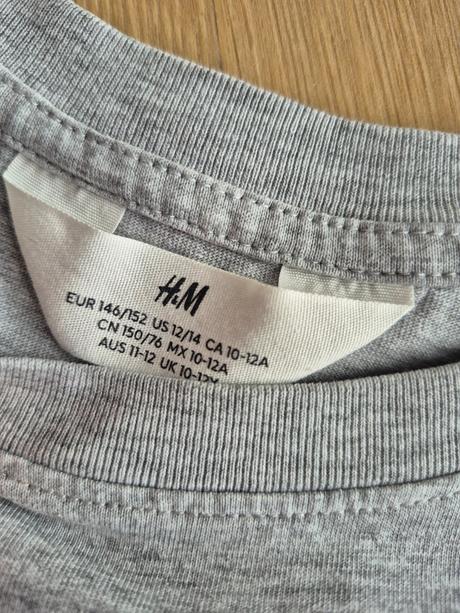 H&M
EUR 146/152 US 12/14 CA 10-12A
CN 150/76 MX 10-12A
AUS 11-12 UK 10-12Y